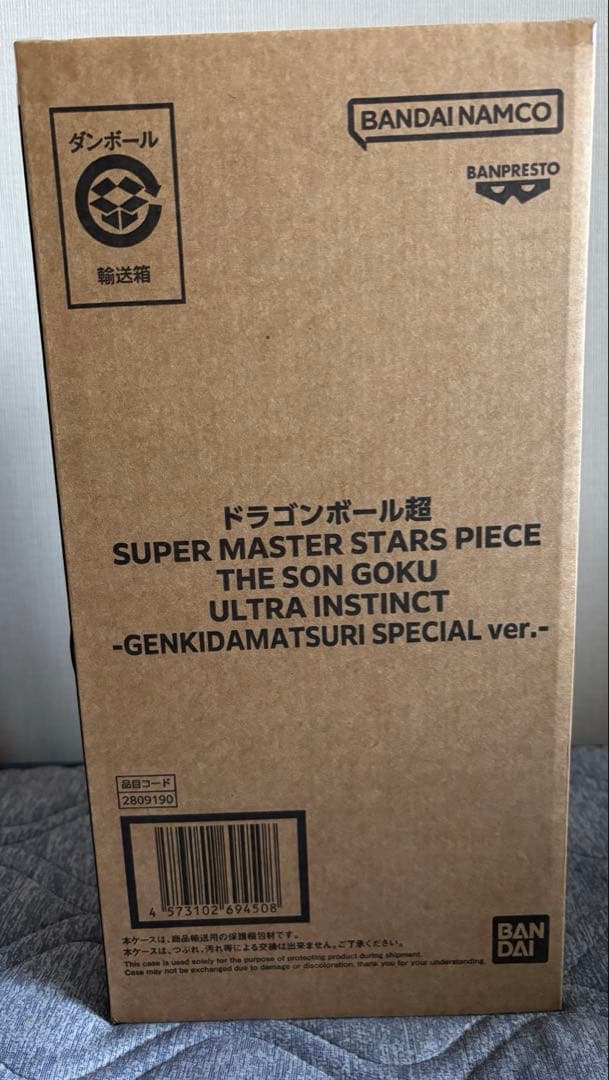 ダンボール
輸送箱
BANDAI NAMCO
BANPRESTO
ドラゴンボール超
SUPER MASTER STARS PIECE
THE SON GOKU
ULTRA INSTINCT
-GENKIDAMATSURI SPECIAL ver.-
品目コード
2809190
4 573102 694508
本ケースは、商品輸送用の保護梱包材です。
本ケースは、つぶれ、汚れ等による交換は出来ません。ご了承ください。
This case is used solely for the purpose of protecting product during shipment.
Case may not be exchanged due to damage or discoloration, thank you for your understanding.
BAN
DAI